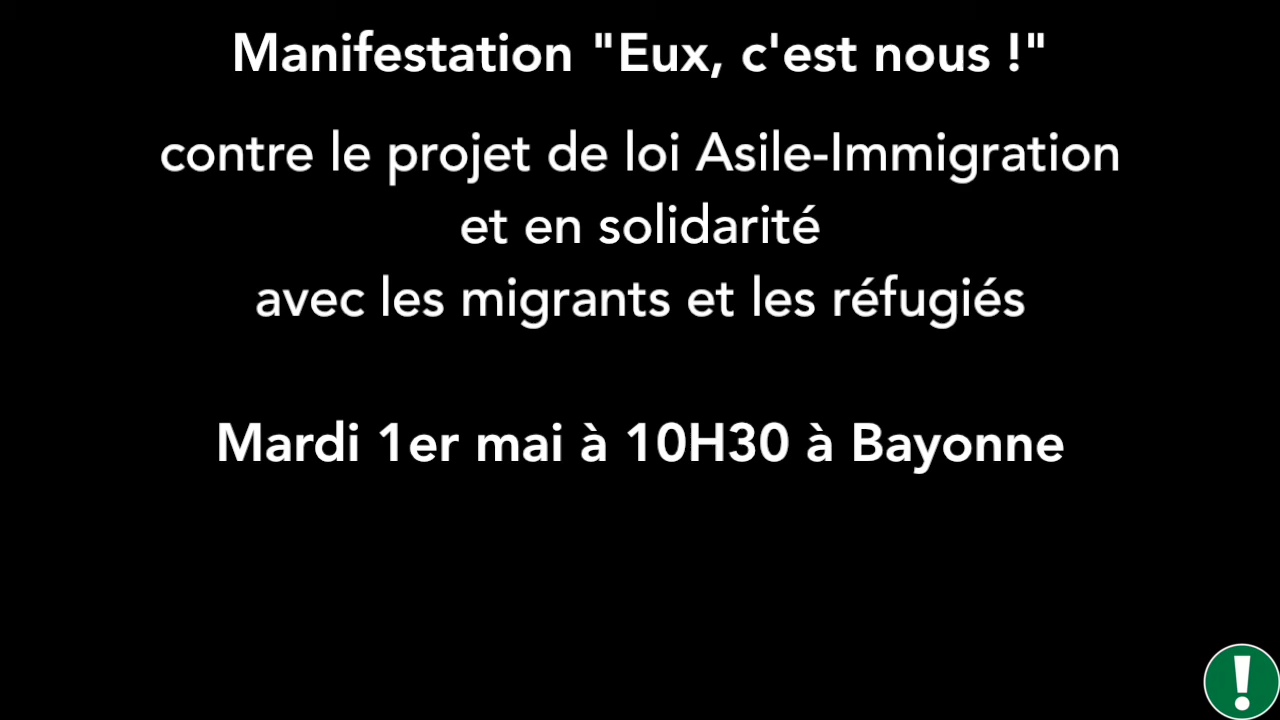 Manifestation "Eux, c'est nous !"
contre le projet de loi Asile-Immigration
et en solidarité
avec les migrants et les réfugiés
Mardi 1er mai à 10H30 à Bayonne
!